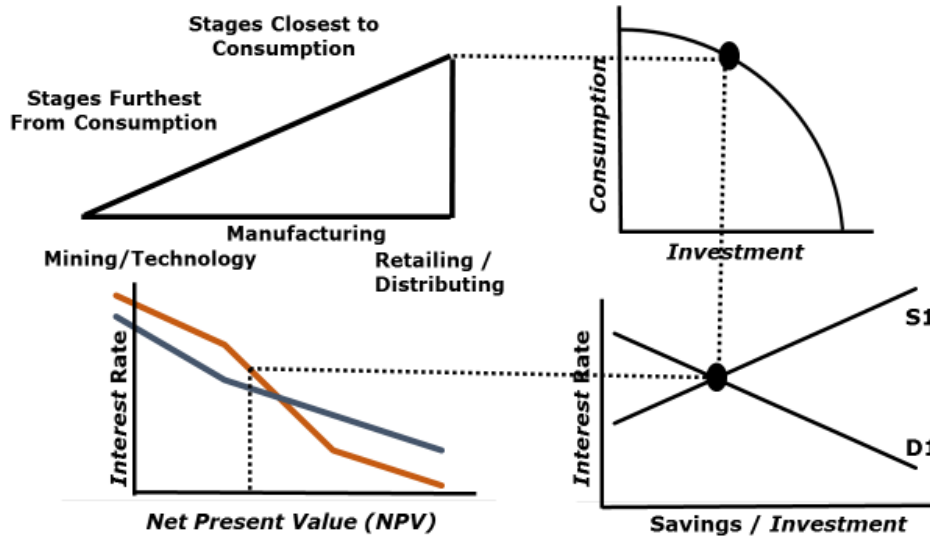 Stages Closest to
Consumption
Stages Furthest
From Consumption
Manufacturing
Mining/Technology
Retailing /
Distributing
Consumption
Investment
Interest Rate
Net Present Value (NPV)
Interest Rate
S1
D1
Savings / Investment